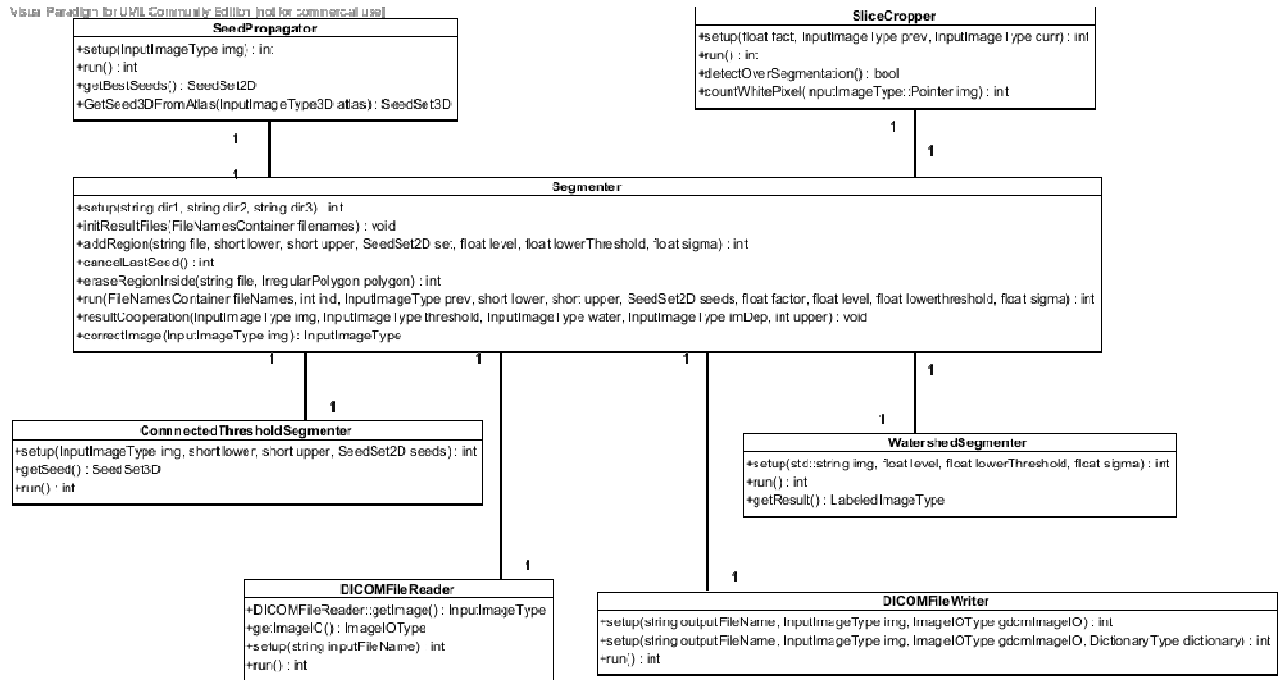 Visual Paradigm for UML Community Edition [not for commercial use]
SeedPropagator
+setup(InputImageType img) : int
+run() : int
+getBestSeeds() : SeedSet2D
+GetSeed3DFromAtlas(InputImageType3D atlas) : SeedSet3D
SliceCropper
+setup(float fact, InputImageType prev, InputImageType curr) : int
+run() : int
+detectOverSegmentation() : bool
+countWhitePixel(InputImageType::Pointer img) : int
1
1
1
1
Segmenter
+setup(string dir1, string dir2, string dir3) : int
+initResultFiles(FileNamesContainer filenames) : void
+addRegion(string file, short lower, short upper, SeedSet2D set, float level, float lowerThreshold, float sigma) : int
+cancelLastSeed() : int
+eraseRegionInside(string file, IrregularPolygon polygon) : int
+run(FileNamesContainer fileNames, int ind, InputImageType prev, short lower, short upper, SeedSet2D seeds, float factor, float level, float lowerthreshold, float sigma) : int
+resultCooperation(InputImageType img, InputImageType threshold, InputImageType water, InputImageType imDep, int upper) : void
+correctImage(InputImageType img) : InputImageType
1
1
1
1
1
1
ConnnectedThresholdSegmenter
+setup(InputImageType img, short lower, short upper, SeedSet2D seeds) : int
+getSeed() : SeedSet3D
+run() : int
WatershedSegmenter
+setup(std::string img, float level, float lowerThreshold, float sigma) : int
+run() : int
+getResult() : LabeledImageType
1
1
DICOMFileReader
+DICOMFileReader::getImage() : InputImageType
+getImageIO() : ImageIOType
+setup(string inputFileName) : int
+run() : int
DICOMFileWriter
+setup(string outputFileName, InputImageType img, ImageIOType gdcmImageIO) : int
+setup(string outputFileName, InputImageType img, ImageIOType gdcmImageIO, DictionaryType dictionary) : int
+run() : int